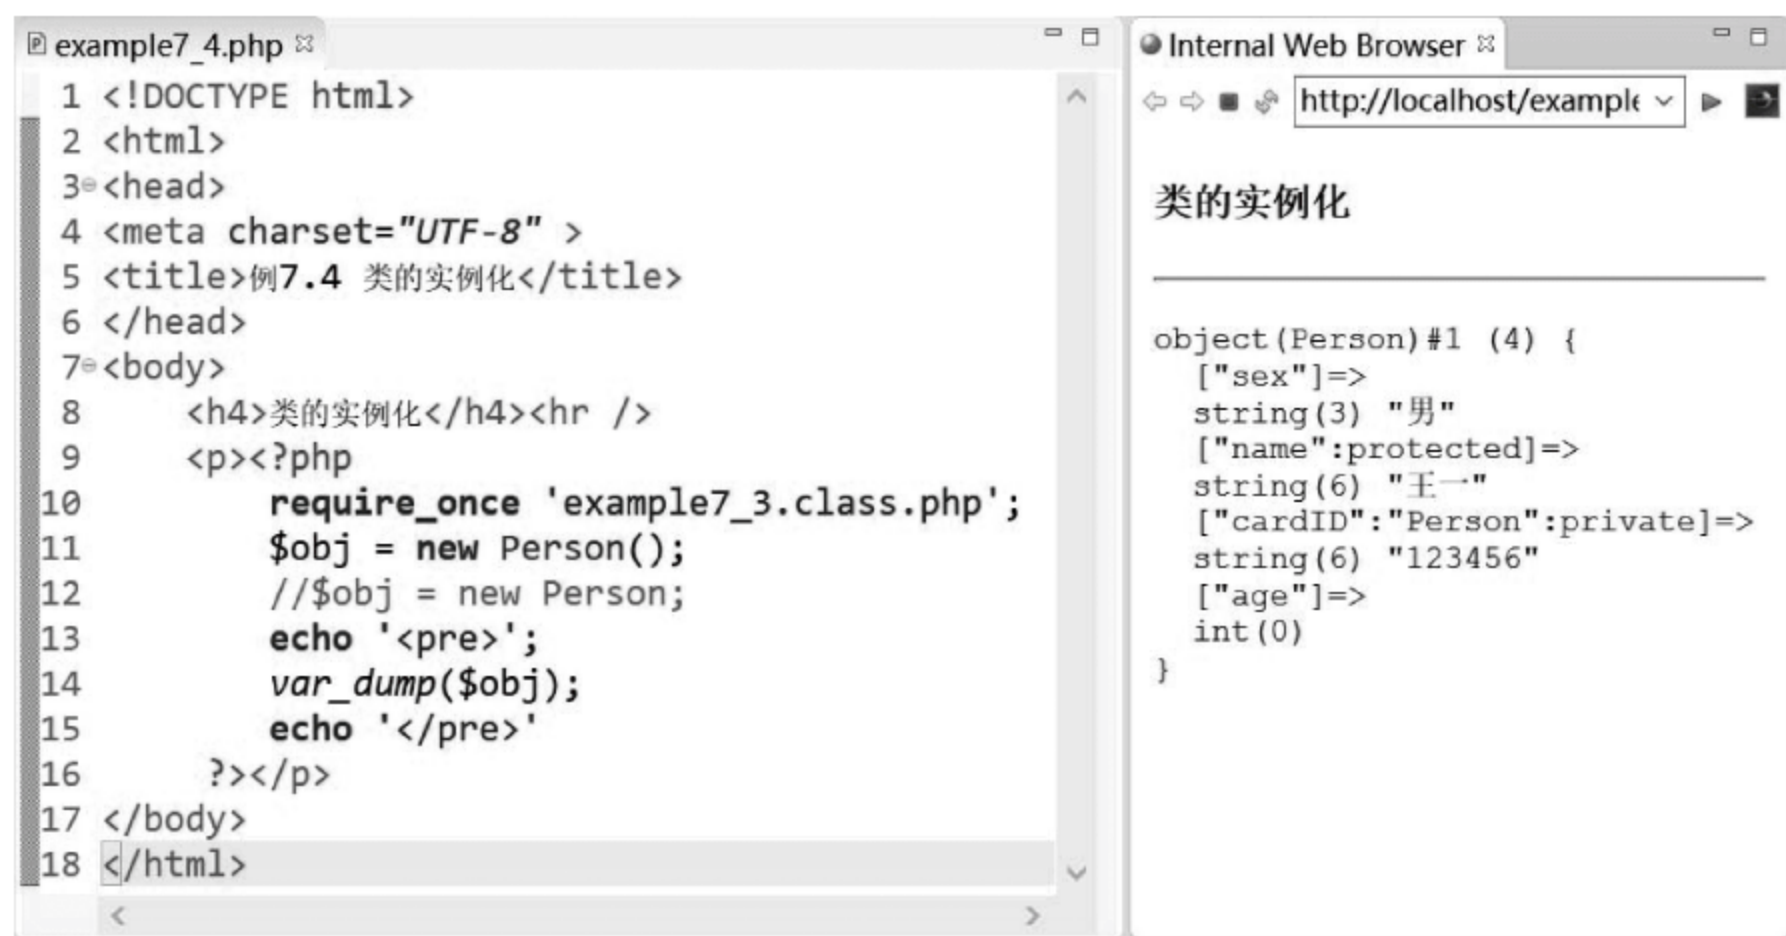 example7_4.php
1 <!DOCTYPE html>
2 <html>
3 <head>
4 <meta charset="UTF-8" >
5 <title>例7.4 类的实例化</title>
6 </head>
7 <body>
8     <h4>类的实例化</h4><hr />
9     <p><?php
10         require_once 'example7_3.class.php';
11         $obj = new Person();
12         //$obj = new Person;
13         echo '<pre>';
14         var_dump($obj);
15         echo '</pre>'
16      ?></p>
17 </body>
18 </html>
Internal Web Browser
http://localhost/example
类的实例化
object(Person)#1 (4) {
  ["sex"]=>
  string(3) "男"
  ["name":protected]=>
  string(6) "王一"
  ["cardID":"Person":private]=>
  string(6) "123456"
  ["age"]=>
  int(0)
}